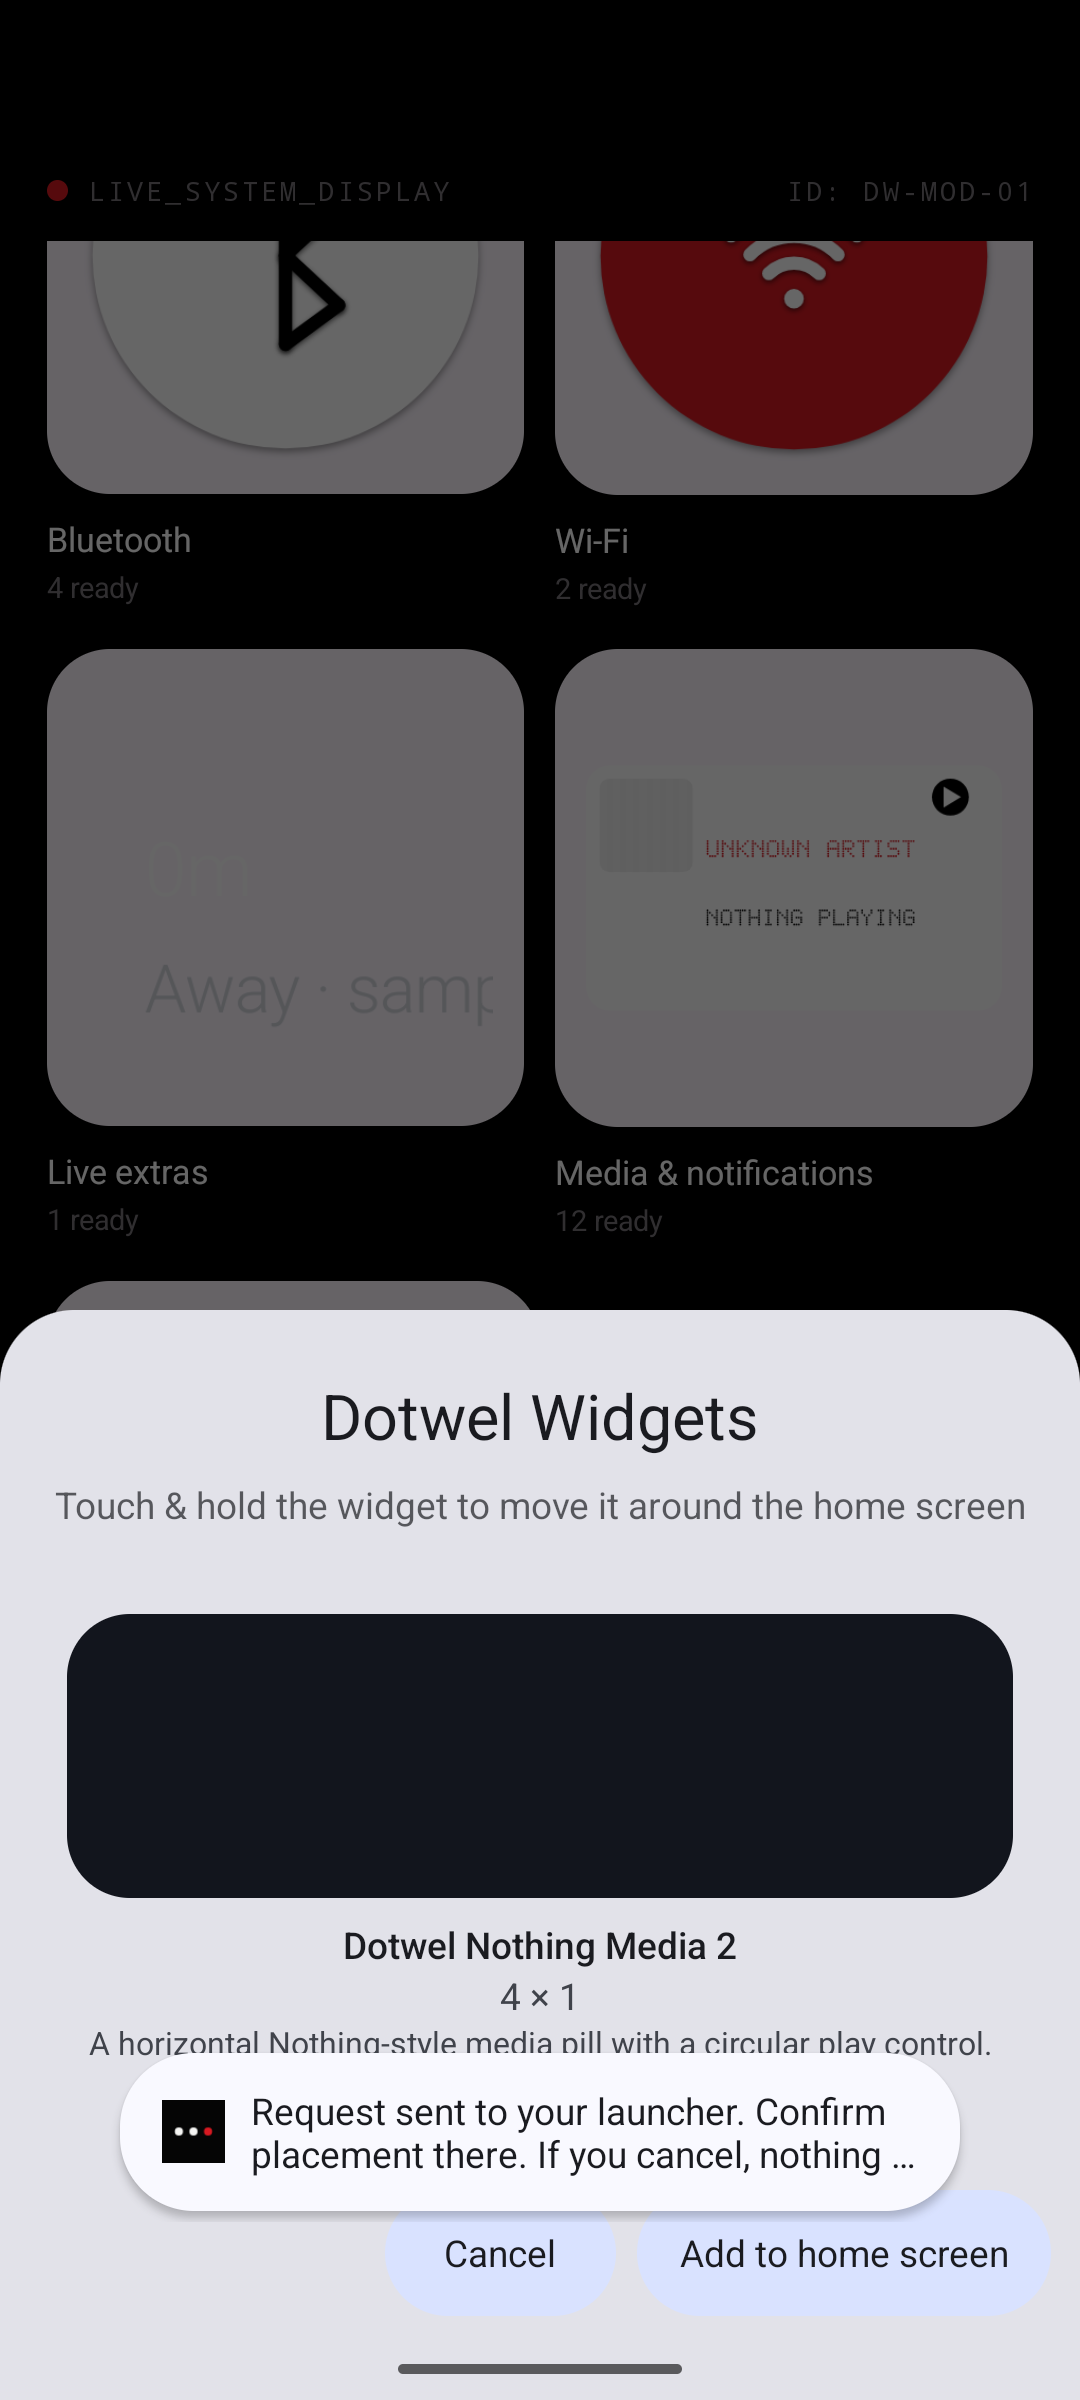 LIVE_SYSTEM_DISPLAY
ID: DW-MOD-01
Bluetooth
4 ready
Wi-Fi
2 ready
0m
Away · samp
UNKNOWN ARTIST
NOTHING PLAYING
Live extras
1 ready
Media & notifications
12 ready
Dotwel Widgets
Touch & hold the widget to move it around the home screen
Dotwel Nothing Media 2
4 × 1
A horizontal Nothing-style media pill with a circular play control.
Request sent to your launcher. Confirm
placement there. If you cancel, nothing …
Cancel
Add to home screen